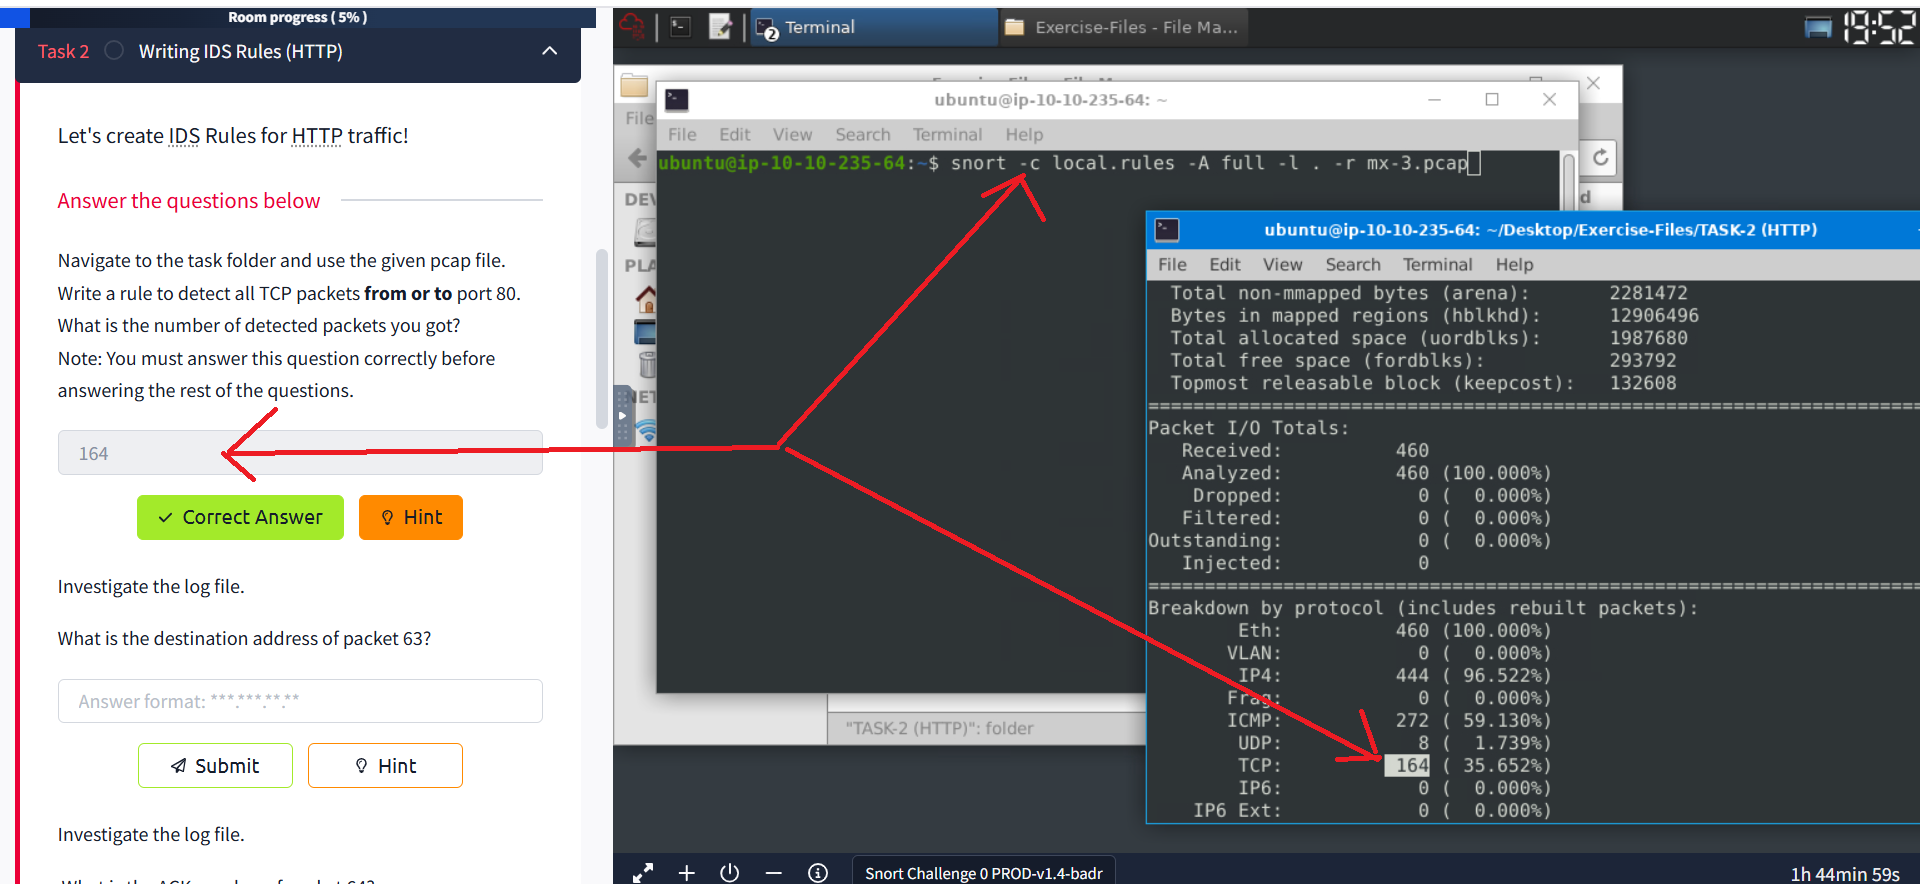 Room progress ( 5% )
Task 2 Writing IDS Rules (HTTP)
Let's create IDS Rules for HTTP traffic!
Answer the questions below
Navigate to the task folder and use the given pcap file.
Write a rule to detect all TCP packets from or to port 80.
What is the number of detected packets you got?
Note: You must answer this question correctly before
answering the rest of the questions.
164
Correct Answer
Hint
Investigate the log file.
What is the destination address of packet 63?
Answer format: ***.***.**.**
Submit
Hint
Investigate the log file.
Terminal
2
Exercise-Files - File Ma...
19:52
File
ubuntu@ip-10-10-235-64: ~
File Edit View Search Terminal Help
ubuntu@ip-10-10-235-64:~$ snort -c local.rules -A full -l . -r mx-3.pcap
DEV
d
PLA
NET
"TASK-2 (HTTP)": folder
ubuntu@ip-10-10-235-64: ~/Desktop/Exercise-Files/TASK-2 (HTTP)
File Edit View Search Terminal Help
Total non-mmapped bytes (arena): 2281472
Bytes in mapped regions (hblkhd): 12906496
Total allocated space (uordblks): 1987680
Total free space (fordblks): 293792
Topmost releasable block (keepcost): 132608
Packet I/O Totals:
Received: 460
Analyzed: 460 (100.000%)
Dropped: 0 ( 0.000%)
Filtered: 0 ( 0.000%)
Outstanding: 0 ( 0.000%)
Injected: 0
Breakdown by protocol (includes rebuilt packets):
Eth: 460 (100.000%)
VLAN: 0 ( 0.000%)
IP4: 444 ( 96.522%)
Frag: 0 ( 0.000%)
ICMP: 272 ( 59.130%)
UDP: 8 ( 1.739%)
TCP: 164 ( 35.652%)
IP6: 0 ( 0.000%)
IP6 Ext: 0 ( 0.000%)
Snort Challenge 0 PROD-v1.4-badr
1h 44min 59s